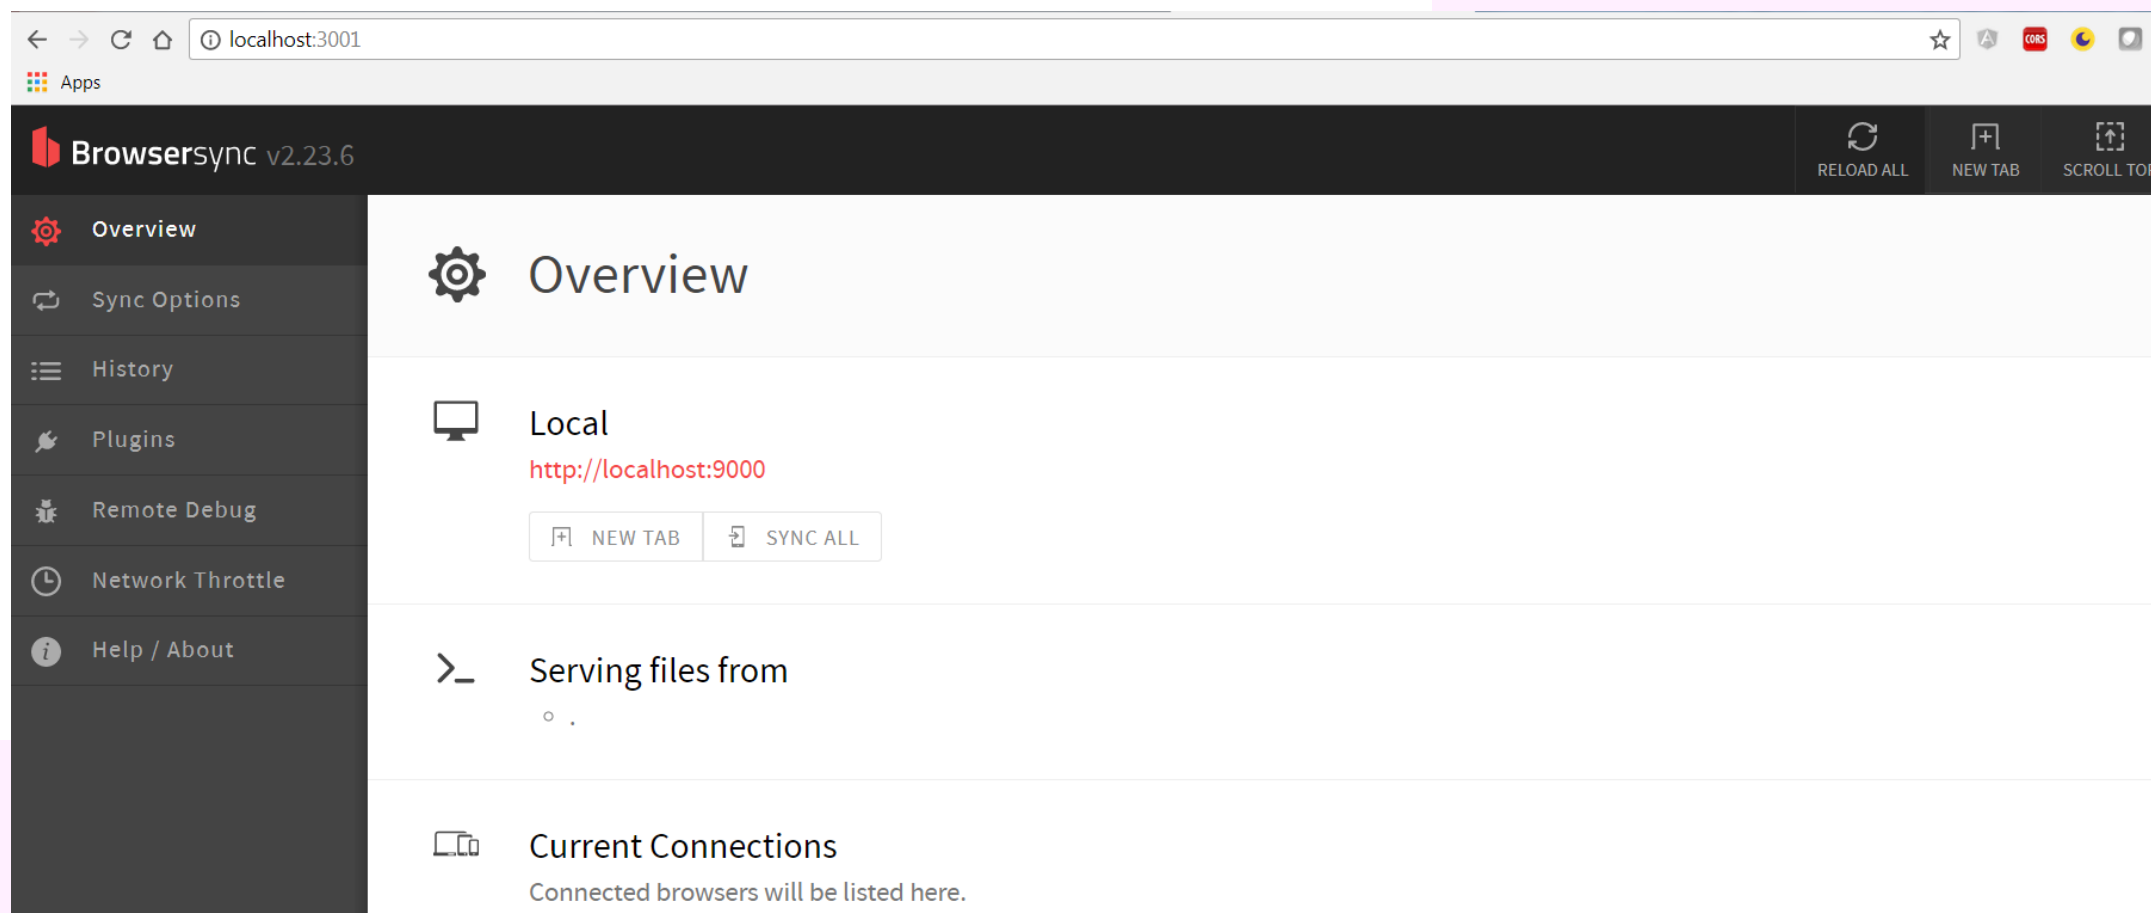 localhost:3001
CORS
Apps
Browsersync v2.23.6
RELOAD ALL
NEW TAB
SCROLL TOP
Overview
Sync Options
History
Plugins
Remote Debug
Network Throttle
Help / About
Overview
Local
http://localhost:9000
NEW TAB
SYNC ALL
Serving files from
.
Current Connections
Connected browsers will be listed here.